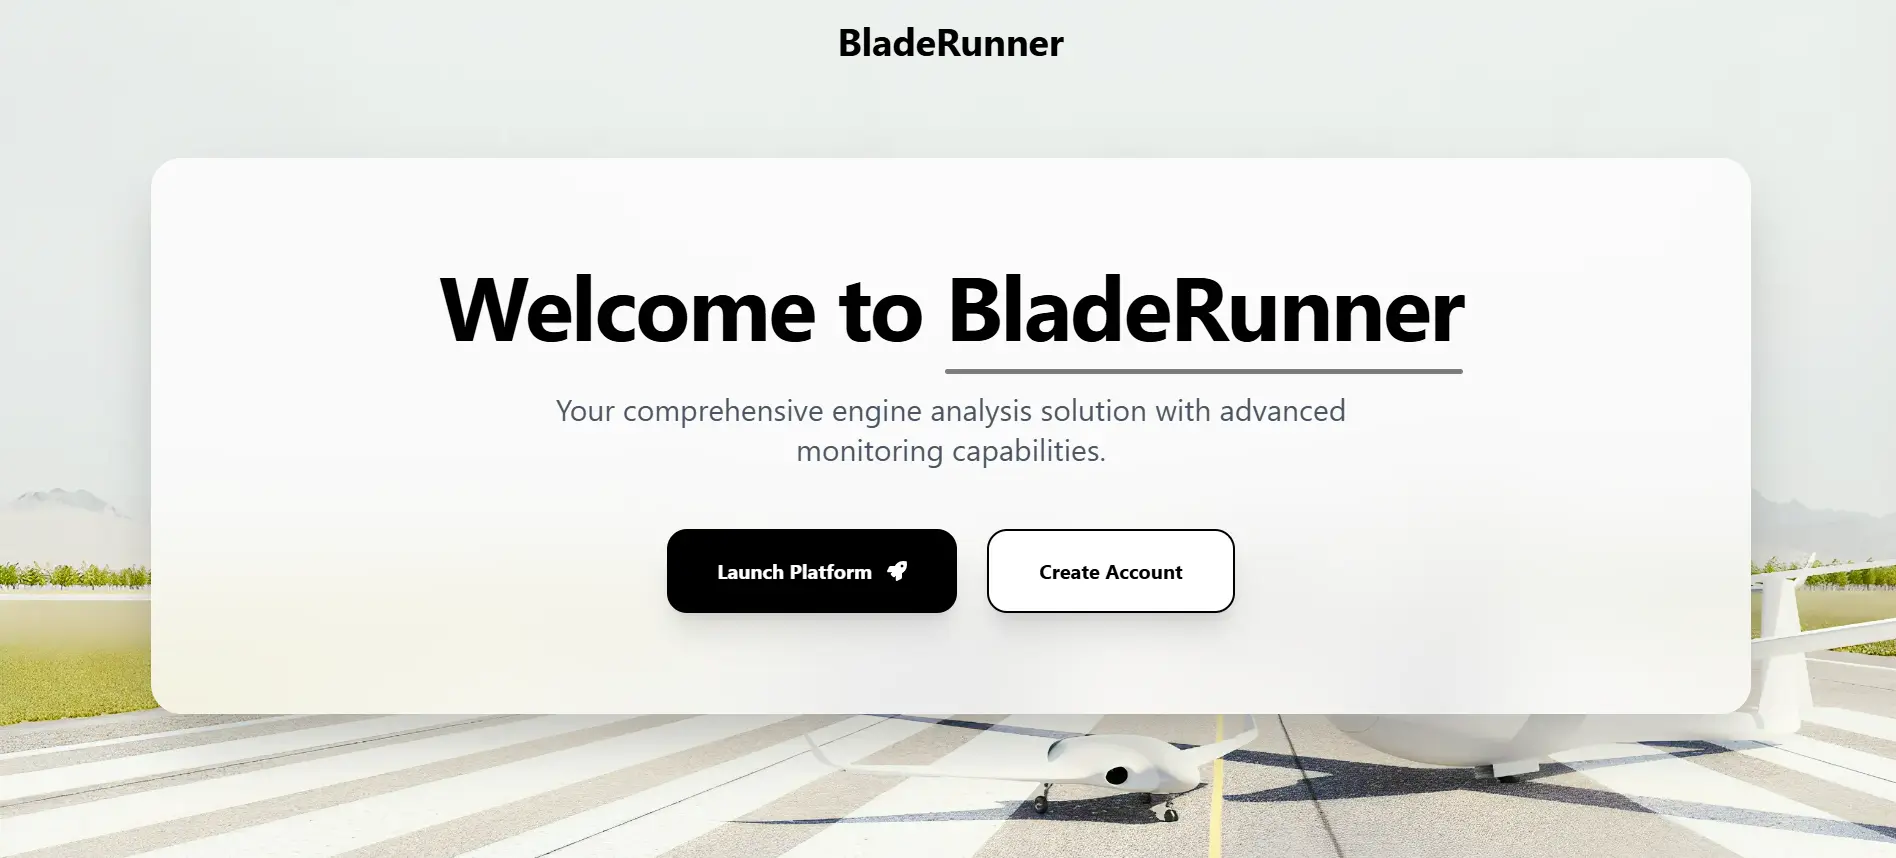 BladeRunner
Welcome to BladeRunner
Your comprehensive engine analysis solution with advanced
monitoring capabilities.
Launch Platform
Create Account